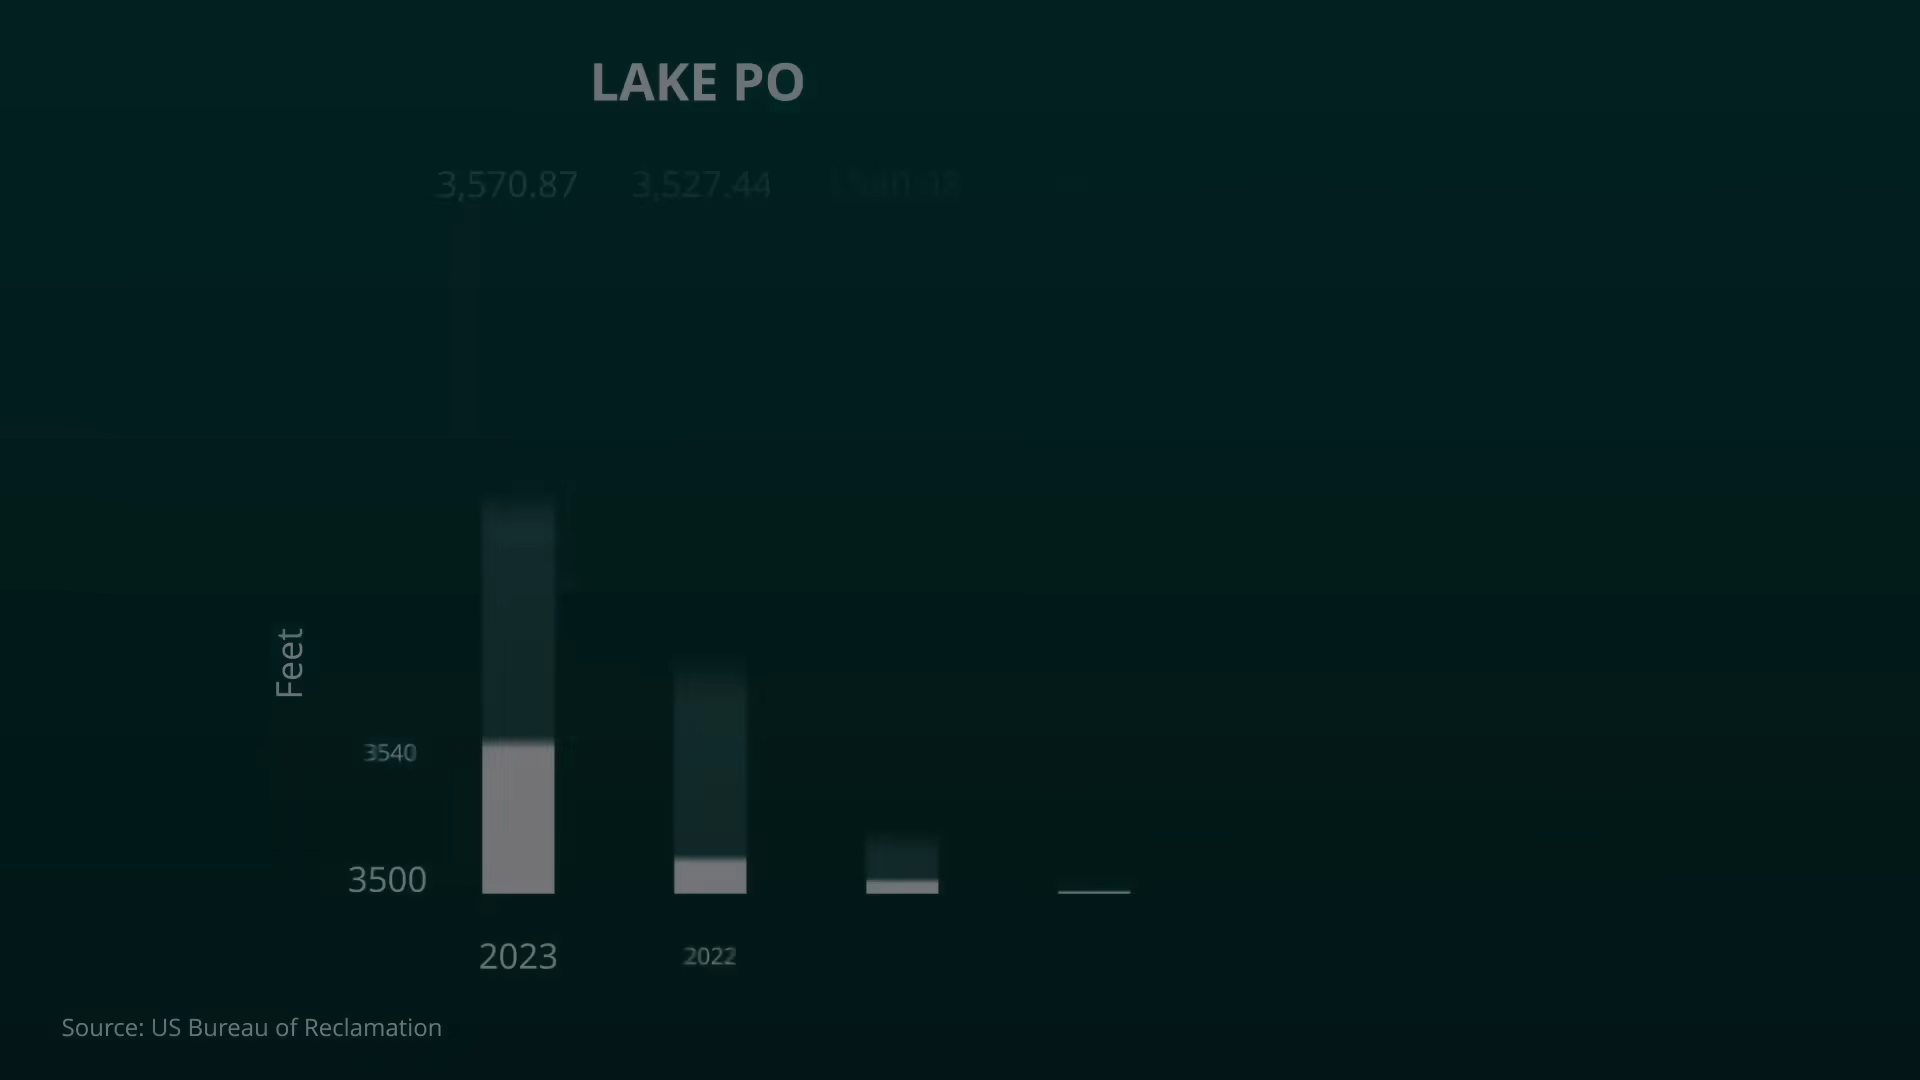 LAKE PO
3,570.87 3,527.44
Feet
3540
3500
2023 2022
Source: US Bureau of Reclamation